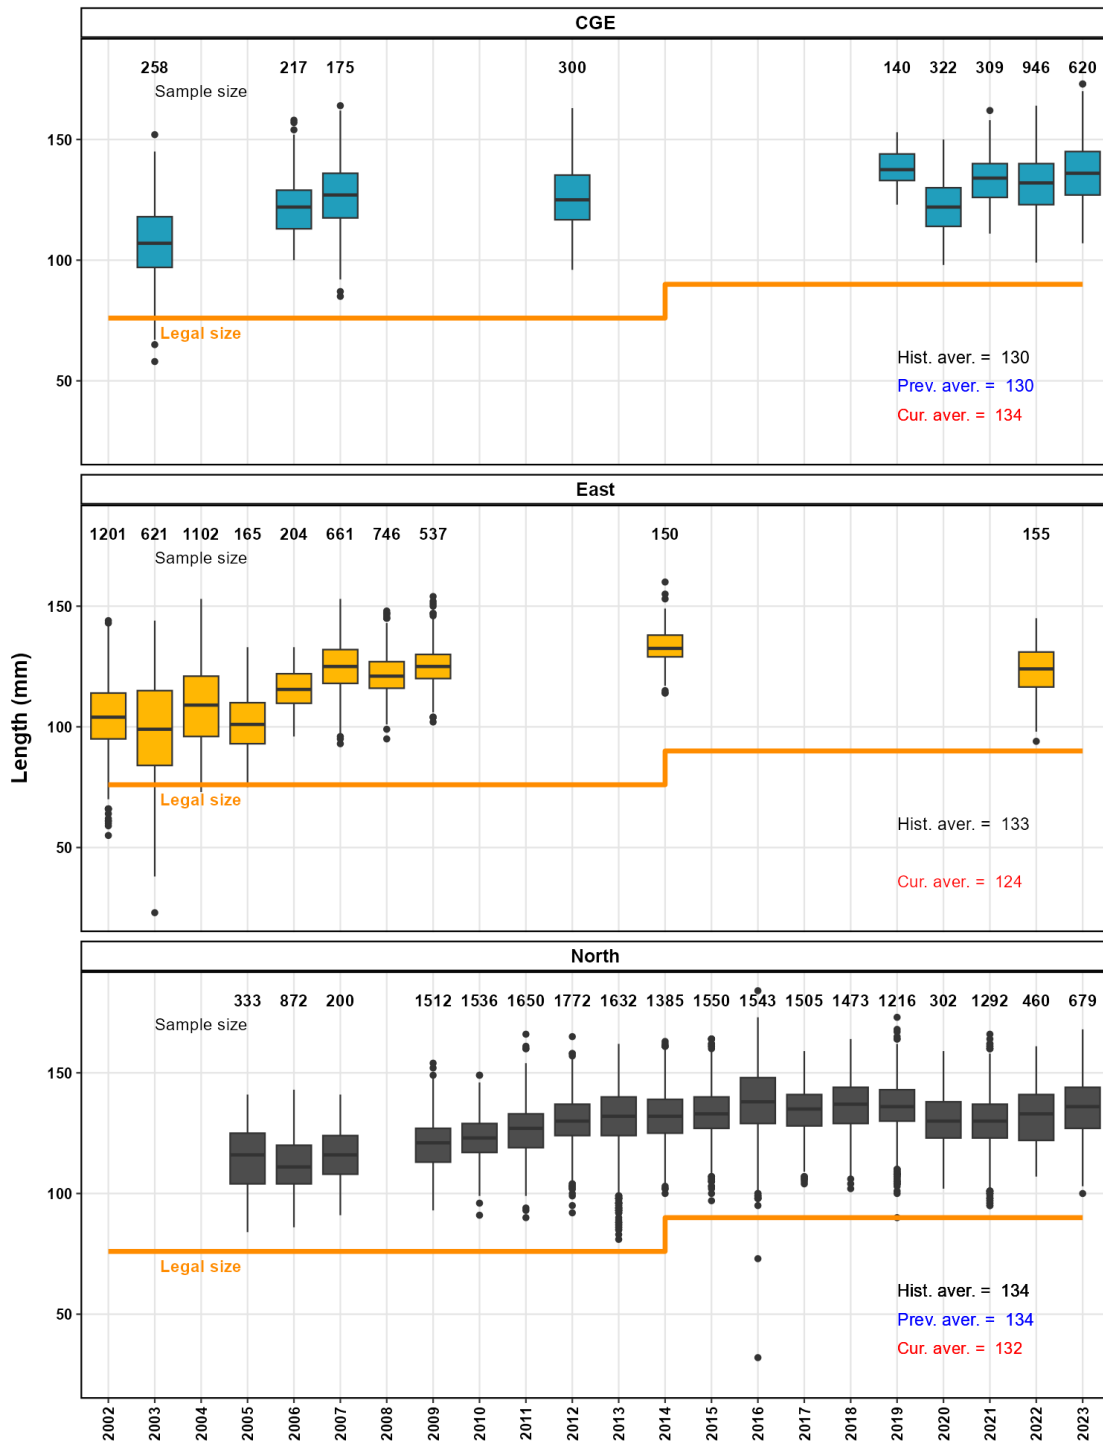 CGE
258 217 175 300 140 322 309 946 620
Sample size
150
100
Legal size
Hist. aver. = 130
Prev. aver. = 130
50
Cur. aver. = 134
East
1201 621 1102 165 204 661 746 537 150 155
Sample size
150
100
Legal size
Hist. aver. = 133
50
Cur. aver. = 124
Length (mm)
North
333 872 200 1512 1536 1650 1772 1632 1385 1550 1543 1505 1473 1216 302 1292 460 679
Sample size
150
100
Legal size
Hist. aver. = 134
50
Prev. aver. = 134
Cur. aver. = 132
2002 2003 2004 2005 2006 2007 2008 2009 2010 2011 2012 2013 2014 2015 2016 2017 2018 2019 2020 2021 2022 2023